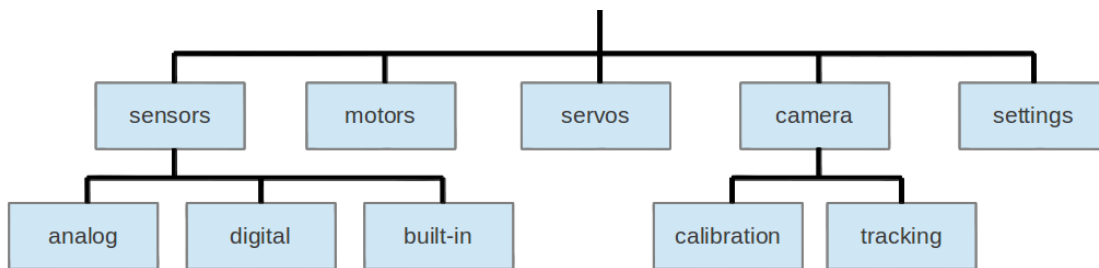 sensors
motors
servos
camera
settings
analog
digital
built-in
calibration
tracking